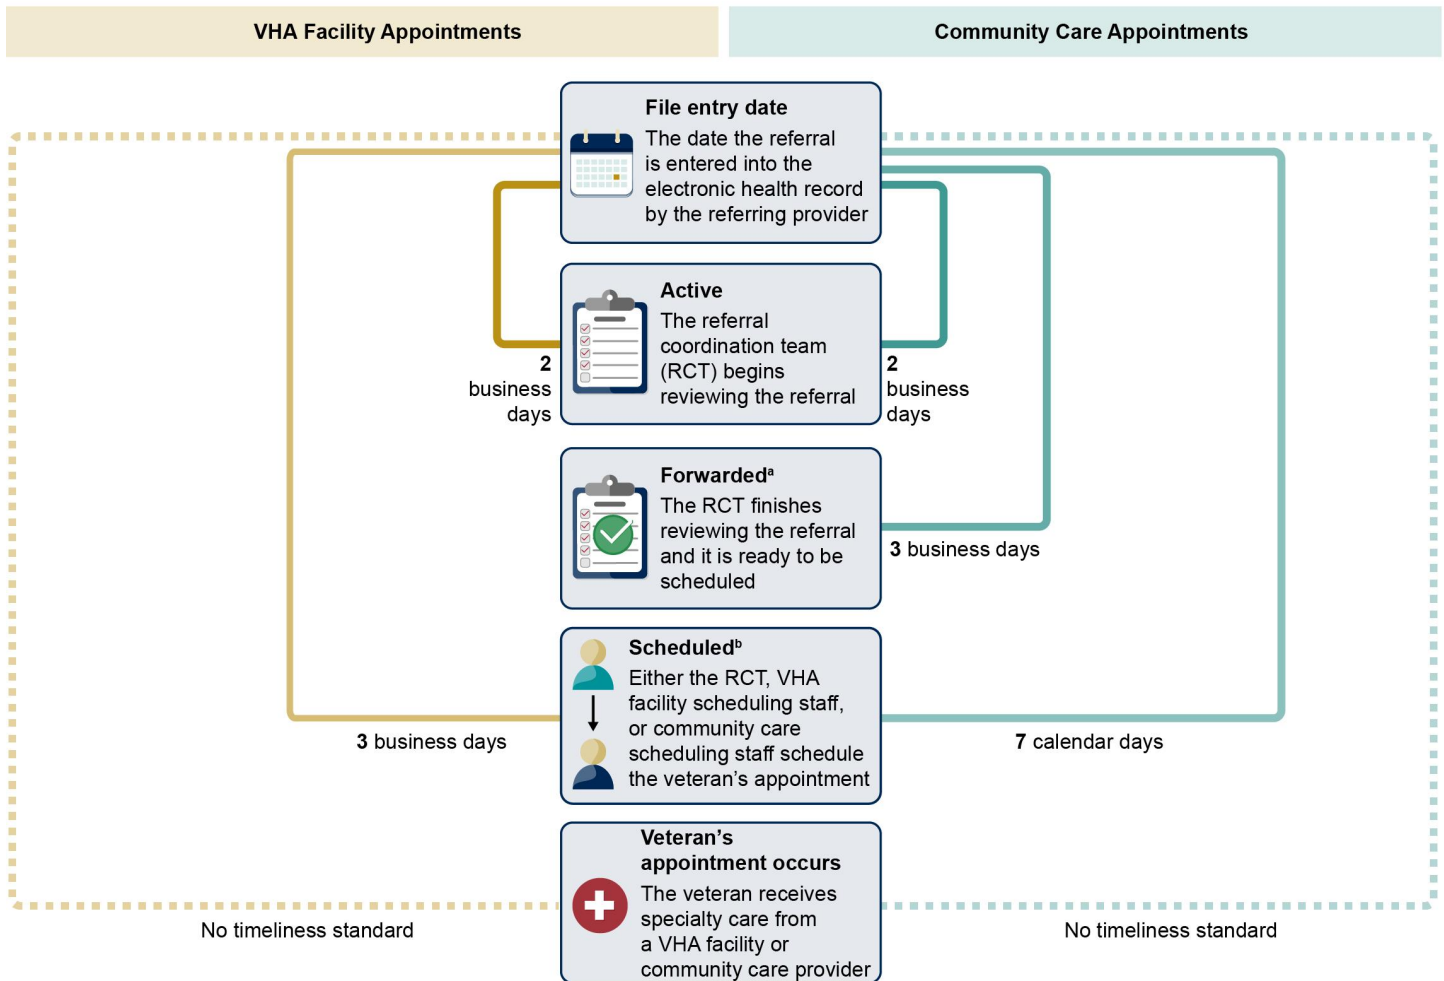 VHA Facility Appointments
Community Care Appointments
File entry date
The date the referral
is entered into the
electronic health record
by the referring provider
Active
The referral
coordination team
(RCT) begins
reviewing the referral
2
business
days
2
business
days
Forwardedᵃ
The RCT finishes
reviewing the referral
and it is ready to be
scheduled
3 business days
Scheduledᵇ
Either the RCT, VHA
facility scheduling staff,
or community care
scheduling staff schedule
the veteran’s appointment
3 business days
7 calendar days
Veteran’s
appointment occurs
The veteran receives
specialty care from
a VHA facility or
community care provider
No timeliness standard
No timeliness standard